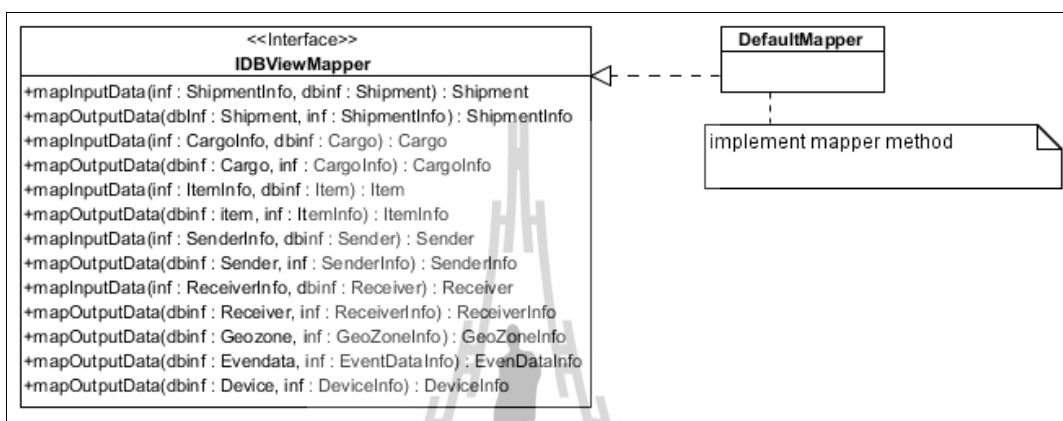 <<Interface>>
IDBViewMapper
+mapInputData(inf : ShipmentInfo, dbinf : Shipment) : Shipment
+mapOutputData(dbInf : Shipment, inf : ShipmentInfo) : ShipmentInfo
+mapInputData(inf : CargoInfo, dbinf : Cargo) : Cargo
+mapOutputData(dbinf : Cargo, inf : CargoInfo) : CargoInfo
+mapInputData(inf : ItemInfo, dbinf : Item) : Item
+mapOutputData(dbinf : item, inf : ItemInfo) : ItemInfo
+mapInputData(inf : SenderInfo, dbinf : Sender) : Sender
+mapOutputData(dbinf : Sender, inf : SenderInfo) : SenderInfo
+mapInputData(inf : ReceiverInfo, dbinf : Receiver) : Receiver
+mapOutputData(dbinf : Receiver, inf : ReceiverInfo) : ReceiverInfo
+mapOutputData(dbinf : Geozone, inf : GeoZoneInfo) : GeoZoneInfo
+mapOutputData(dbinf : Evendata, inf : EventDataInfo) : EvenDataInfo
+mapOutputData(dbinf : Device, inf : DeviceInfo) : DeviceInfo
DefaultMapper
implement mapper method